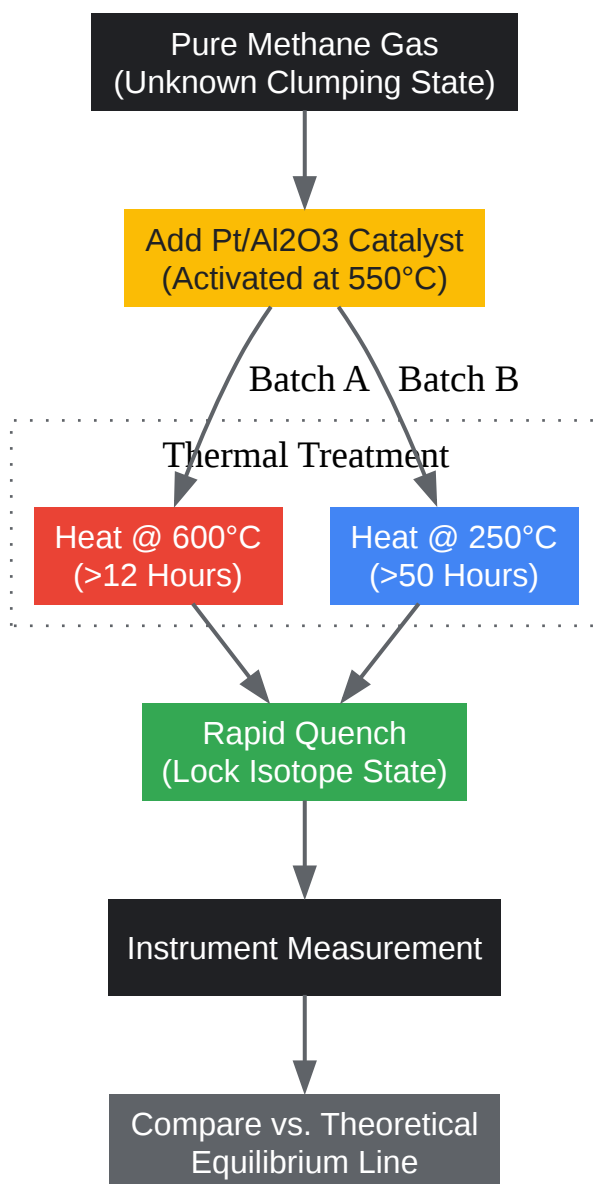 Pure Methane Gas
(Unknown Clumping State)
Add Pt/Al2O3 Catalyst
(Activated at 550°C)
Batch A
Batch B
Thermal Treatment
Heat @ 600°C
(>12 Hours)
Heat @ 250°C
(>50 Hours)
Rapid Quench
(Lock Isotope State)
Instrument Measurement
Compare vs. Theoretical
Equilibrium Line